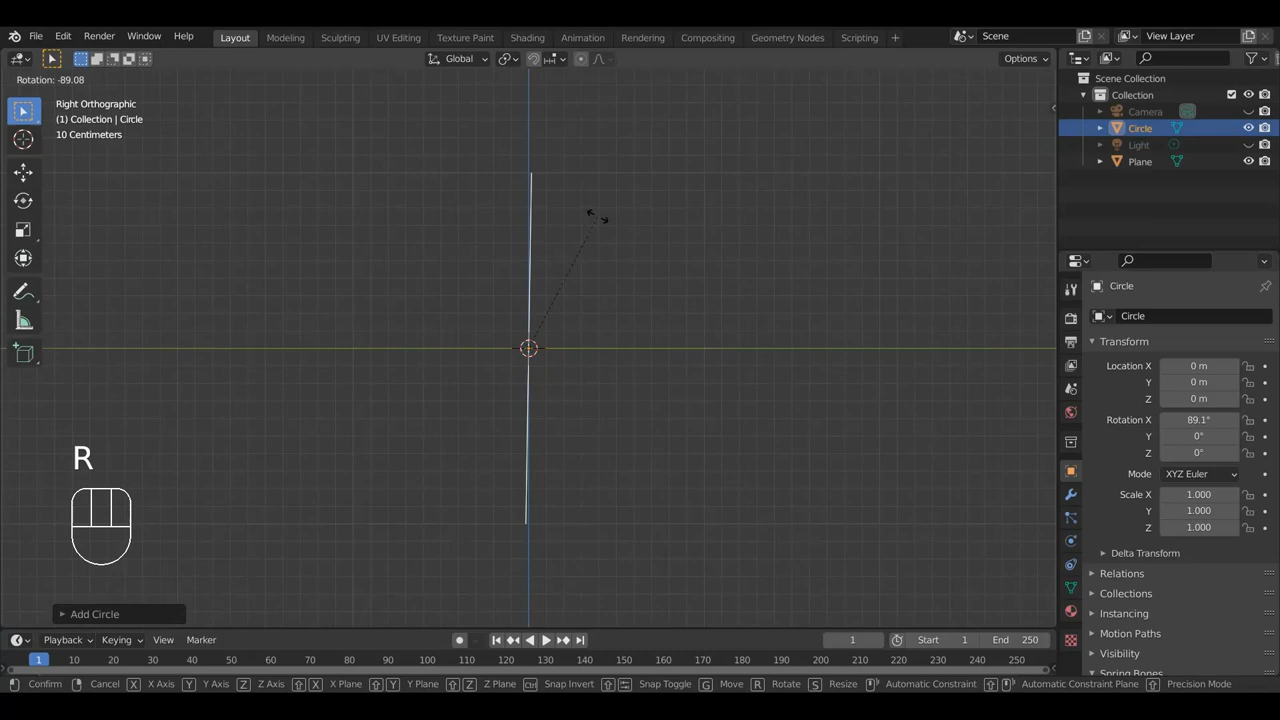 File Edit Render Window Help Layout Modeling Sculpting UV Editing Texture Paint Shading Animation Rendering Compositing Geometry Nodes Scripting + Scene View Layer
Global Options
Rotation: -89.08
Right Orthographic
(1) Collection | Circle
10 Centimeters
Scene Collection
Collection
Camera
Circle
Light
Plane
Circle
Circle
Transform
Location X 0 m
Y 0 m
Z 0 m
Rotation X 89.1°
Y 0°
Z 0°
Mode XYZ Euler
Scale X 1.000
Y 1.000
Z 1.000
Delta Transform
Relations
Collections
Instancing
Motion Paths
Visibility
Spring Bones
R
Add Circle
Playback Keying View Marker 1 Start 1 End 250
1 10 20 30 40 50 60 70 80 90 100 110 120 130 140 150 160 170 180 190 200 210 220 230 240 250
Confirm Cancel X X Axis Y Y Axis Z Z Axis X X Plane Y Y Plane Z Z Plane Ctrl Snap Invert Snap Toggle G Move R Rotate S Resize Automatic Constraint Automatic Constraint Plane Precision Mode